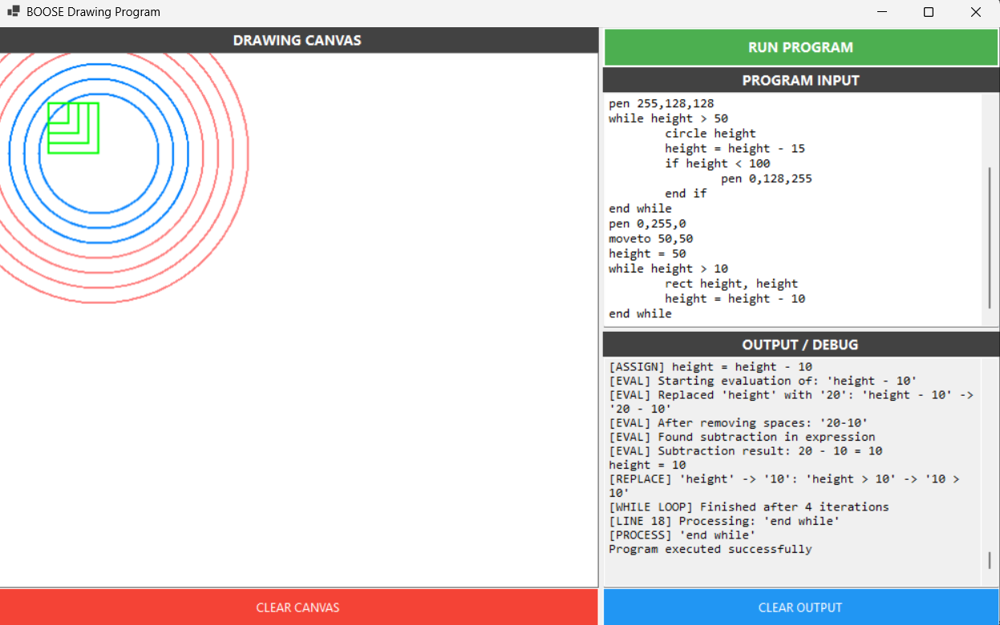 BOOSE Drawing Program
DRAWING CANVAS
RUN PROGRAM
PROGRAM INPUT
pen 255,128,128
while height > 50
        circle height
        height = height - 15
        if height < 100
                pen 0,128,255
        end if
end while
pen 0,255,0
moveto 50,50
height = 50
while height > 10
        rect height, height
        height = height - 10
end while
OUTPUT / DEBUG
[ASSIGN] height = height - 10
[EVAL] Starting evaluation of: 'height - 10'
[EVAL] Replaced 'height' with '20': 'height - 10' ->
'20 - 10'
[EVAL] After removing spaces: '20-10'
[EVAL] Found subtraction in expression
[EVAL] Subtraction result: 20 - 10 = 10
height = 10
[REPLACE] 'height' -> '10': 'height > 10' -> '10 >
10'
[WHILE LOOP] Finished after 4 iterations
[LINE 18] Processing: 'end while'
[PROCESS] 'end while'
Program executed successfully
CLEAR CANVAS
CLEAR OUTPUT